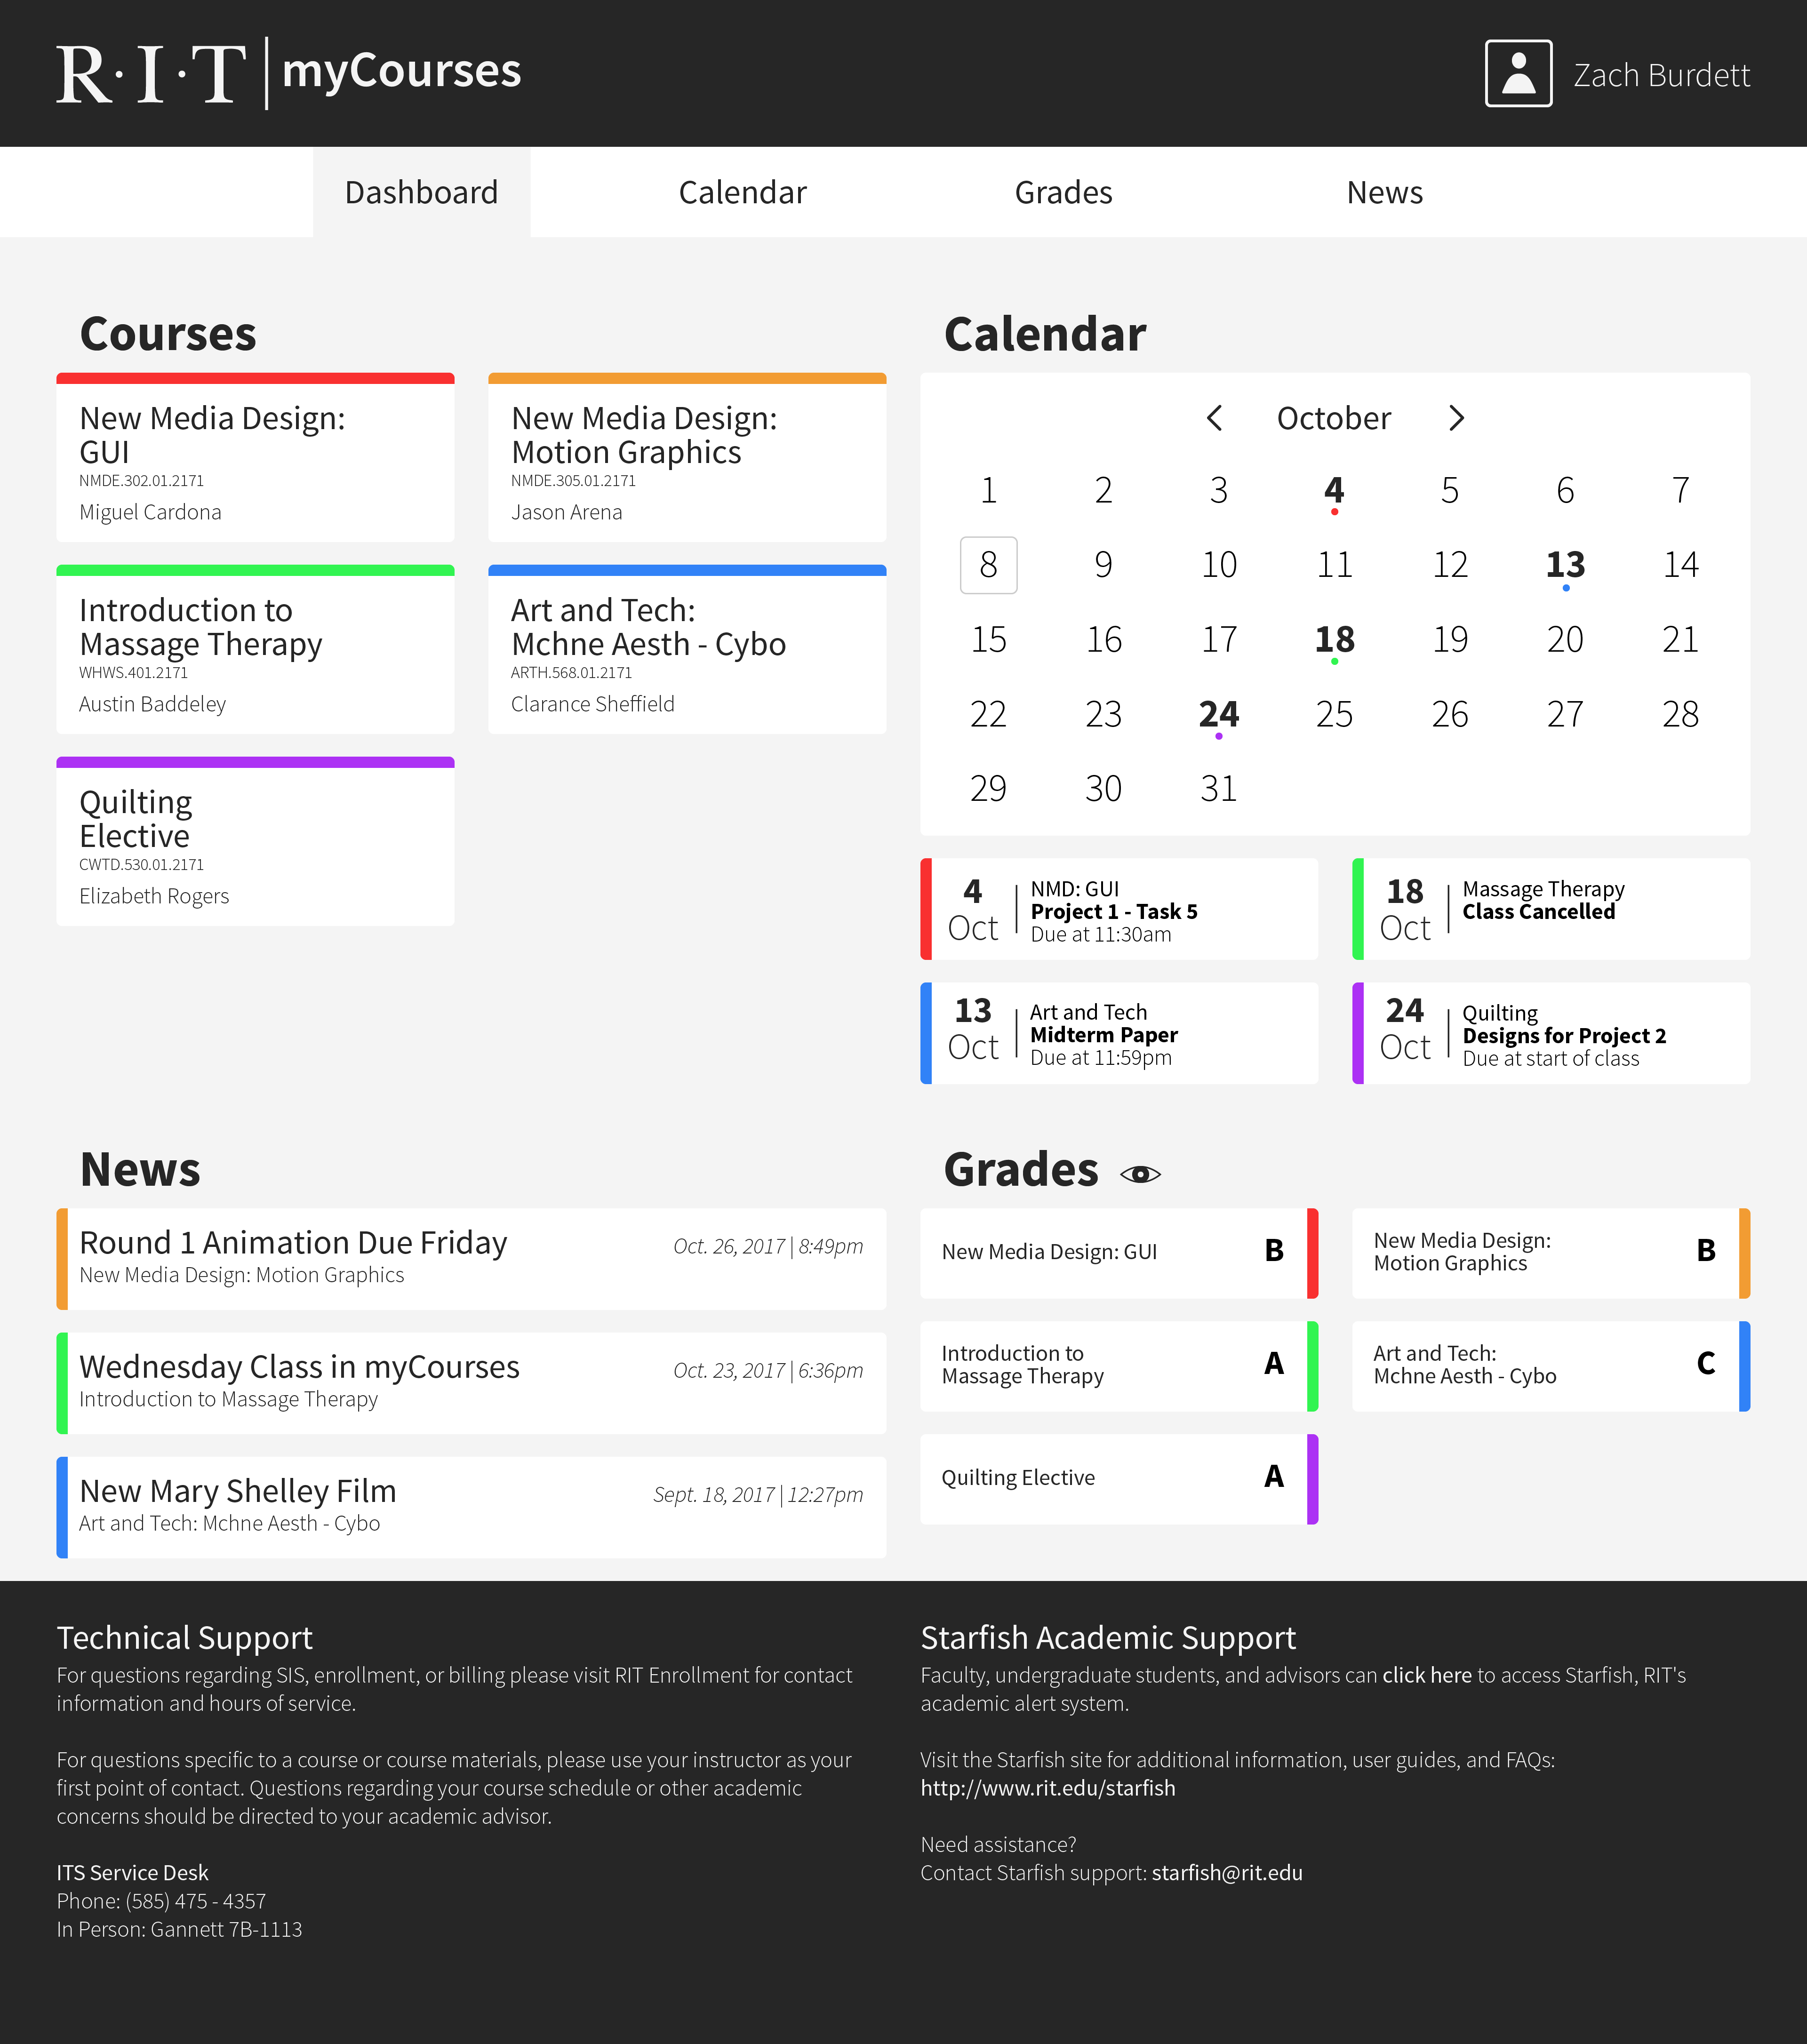 R·I·T | myCourses
Zach Burdett
Dashboard
Calendar
Grades
News
Courses
New Media Design:
GUI
NMDE.302.01.2171
Miguel Cardona
New Media Design:
Motion Graphics
NMDE.305.01.2171
Jason Arena
Introduction to
Massage Therapy
WHWS.401.2171
Austin Baddeley
Art and Tech:
Mchne Aesth - Cybo
ARTH.568.01.2171
Clarance Sheffield
Quilting
Elective
CWTD.530.01.2171
Elizabeth Rogers
Calendar
< October >
1 2 3 4 5 6 7
8 9 10 11 12 13 14
15 16 17 18 19 20 21
22 23 24 25 26 27 28
29 30 31
4
Oct
NMD: GUI
Project 1 - Task 5
Due at 11:30am
18
Oct
Massage Therapy
Class Cancelled
13
Oct
Art and Tech
Midterm Paper
Due at 11:59pm
24
Oct
Quilting
Designs for Project 2
Due at start of class
News
Round 1 Animation Due Friday
Oct. 26, 2017 | 8:49pm
New Media Design: Motion Graphics
Wednesday Class in myCourses
Oct. 23, 2017 | 6:36pm
Introduction to Massage Therapy
New Mary Shelley Film
Sept. 18, 2017 | 12:27pm
Art and Tech: Mchne Aesth - Cybo
Grades
New Media Design: GUI
B
New Media Design:
Motion Graphics
B
Introduction to
Massage Therapy
A
Art and Tech:
Mchne Aesth - Cybo
C
Quilting Elective
A
Technical Support
For questions regarding SIS, enrollment, or billing please visit RIT Enrollment for contact
information and hours of service.
For questions specific to a course or course materials, please use your instructor as your
first point of contact. Questions regarding your course schedule or other academic
concerns should be directed to your academic advisor.
ITS Service Desk
Phone: (585) 475 - 4357
In Person: Gannett 7B-1113
Starfish Academic Support
Faculty, undergraduate students, and advisors can click here to access Starfish, RIT's
academic alert system.
Visit the Starfish site for additional information, user guides, and FAQs:
http://www.rit.edu/starfish
Need assistance?
Contact Starfish support: starfish@rit.edu